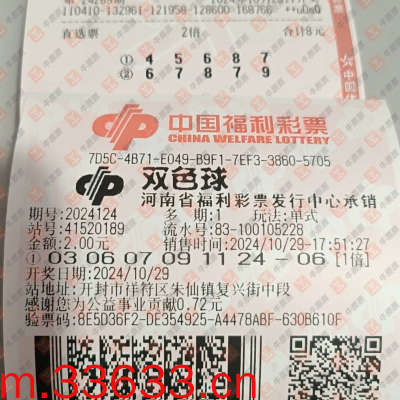 110410-132961-121958-128600-168766
直选票 2倍 合计8元
① 4 5 6 8 7
② 4 6 7 7 9
中国福利彩票
CHINA WELFARE LOTTERY
7D5C-4B71-E049-B9F1-7EF3-3860-5705
双色球
河南省福利彩票发行中心承销
期号:2024124 多期:1 玩法:单式
站号:41520189 流水号:83-100105228
金额:2.00元 销售时间:2024/10/29-17:51:27
① 03 06 07 09 11 24 - 06 [1倍]
开奖日期:2024/10/29
站址:开封市祥符区朱仙镇复兴街中段
感谢您为公益事业贡献0.72元
验票码:8E5D36F2-DE354925-A4478ABF-630B610F
m.33633.cn